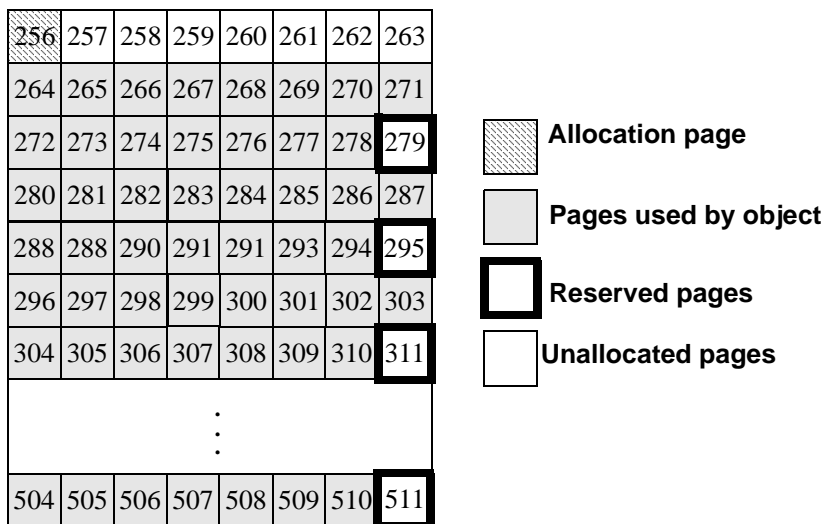 256 257 258 259 260 261 262 263
264 265 266 267 268 269 270 271
272 273 274 275 276 277 278 279
280 281 282 283 284 285 286 287
288 288 290 291 291 293 294 295
296 297 298 299 300 301 302 303
304 305 306 307 308 309 310 311
504 505 506 507 508 509 510 511
Allocation page
Pages used by object
Reserved pages
Unallocated pages